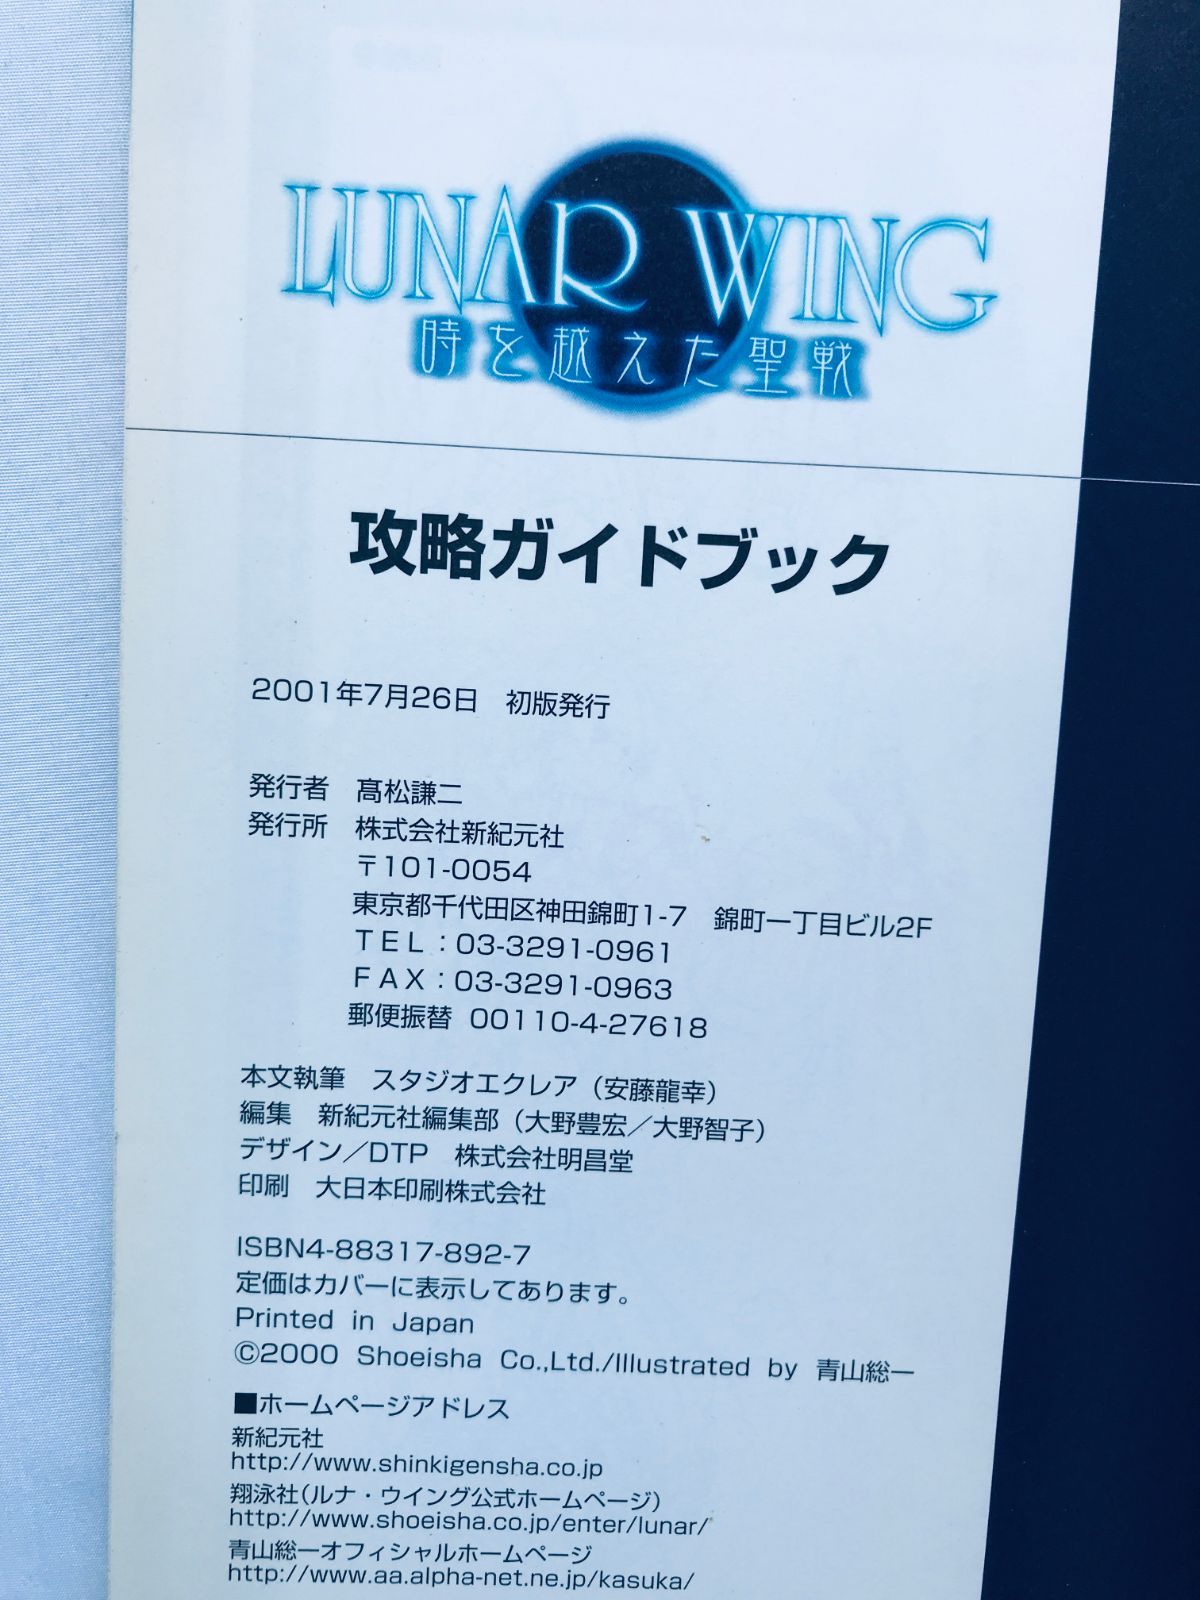 LUNAR WING
時を越えた聖戦
攻略ガイドブック
2001年7月26日　初版発行
発行者　髙松謙二
発行所　株式会社新紀元社
〒101-0054
東京都千代田区神田錦町1-7　錦町一丁目ビル2F
TEL：03-3291-0961
FAX：03-3291-0963
郵便振替 00110-4-27618
本文執筆　スタジオエクレア（安藤龍幸）
編集　新紀元社編集部（大野豊宏／大野智子）
デザイン／DTP　株式会社明昌堂
印刷　大日本印刷株式会社
ISBN4-88317-892-7
定価はカバーに表示してあります。
Printed in Japan
©2000 Shoeisha Co.,Ltd./Illustrated by 青山総一
■ホームページアドレス
新紀元社
http://www.shinkigensha.co.jp
翔泳社（ルナ・ウイング公式ホームページ）
http://www.shoeisha.co.jp/enter/lunar/
青山総一オフィシャルホームページ
http://www.aa.alpha-net.ne.jp/kasuka/